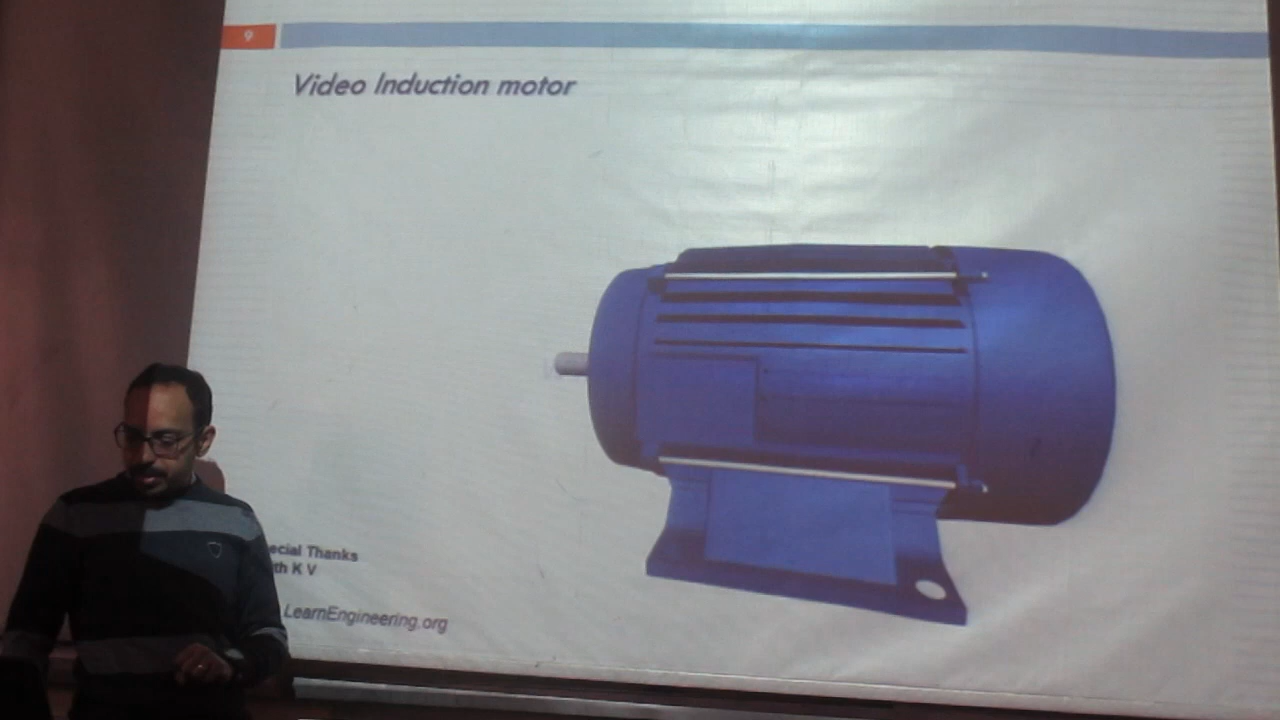 9
Video Induction motor
ecial Thanks
th K V
LearnEngineering.org